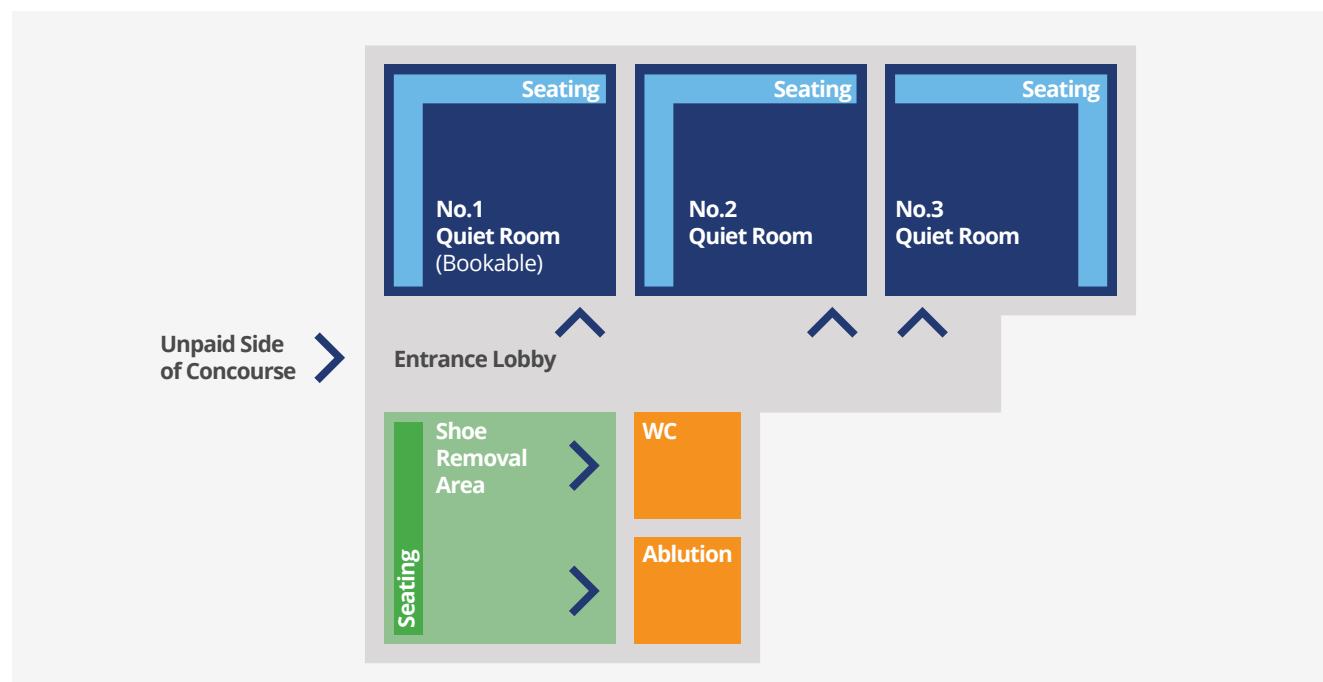 Seating
Seating
Seating
No.1
Quiet Room
(Bookable)
No.2
Quiet Room
No.3
Quiet Room
Unpaid Side
of Concourse
Entrance Lobby
Shoe
Removal
Area
Seating
WC
Ablution